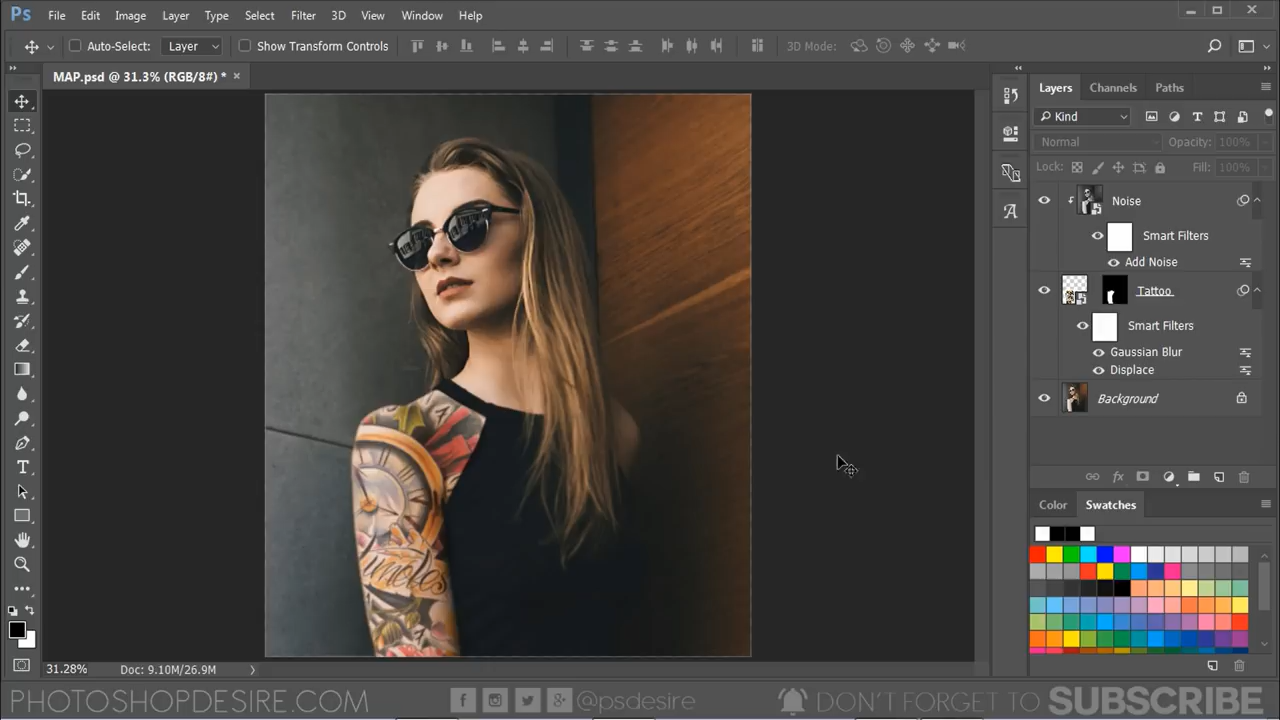 Ps File Edit Image Layer Type Select Filter 3D View Window Help
Auto-Select: Layer Show Transform Controls 3D Mode:
MAP.psd @ 31.3% (RGB/8#) * ×
Layers Channels Paths
Kind
Normal Opacity: 100%
Lock: Fill: 100%
Noise
Smart Filters
Add Noise
Tattoo
Smart Filters
Gaussian Blur
Displace
Background
Color Swatches
31.28% Doc: 9.10M/26.9M
PHOTOSHOPDESIRE.COM @psdesire DON'T FORGET TO SUBSCRIBE